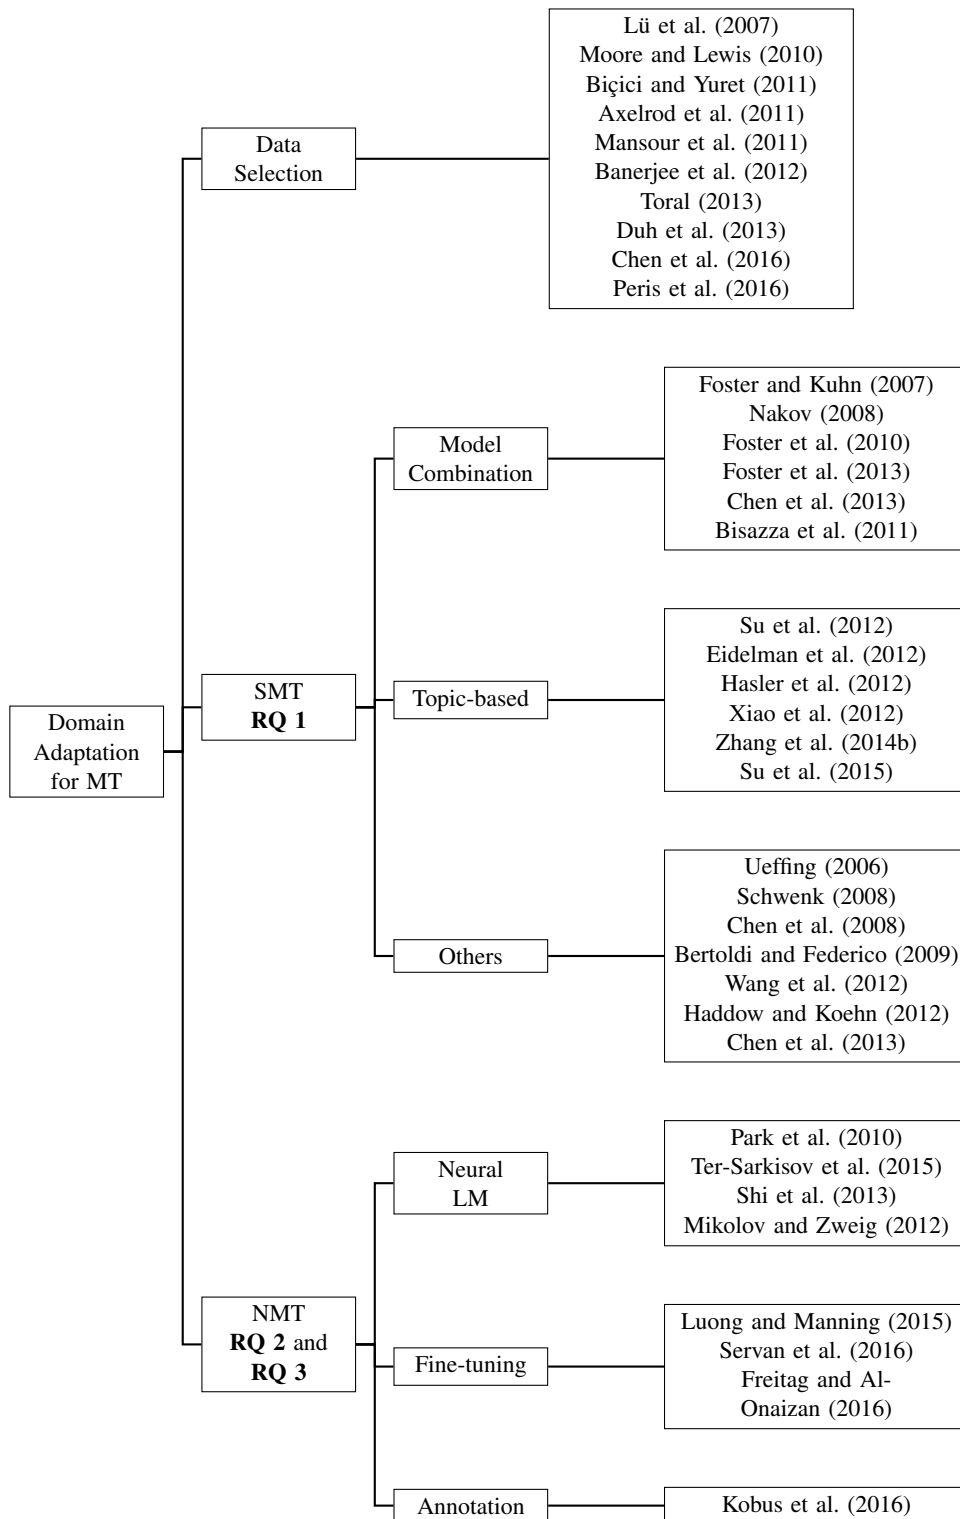 Domain
Adaptation
for MT
Data
Selection
Lü et al. (2007)
Moore and Lewis (2010)
Biçici and Yuret (2011)
Axelrod et al. (2011)
Mansour et al. (2011)
Banerjee et al. (2012)
Toral (2013)
Duh et al. (2013)
Chen et al. (2016)
Peris et al. (2016)
SMT
RQ 1
Model
Combination
Foster and Kuhn (2007)
Nakov (2008)
Foster et al. (2010)
Foster et al. (2013)
Chen et al. (2013)
Bisazza et al. (2011)
Topic-based
Su et al. (2012)
Eidelman et al. (2012)
Hasler et al. (2012)
Xiao et al. (2012)
Zhang et al. (2014b)
Su et al. (2015)
Others
Ueffing (2006)
Schwenk (2008)
Chen et al. (2008)
Bertoldi and Federico (2009)
Wang et al. (2012)
Haddow and Koehn (2012)
Chen et al. (2013)
NMT
RQ 2 and
RQ 3
Neural
LM
Park et al. (2010)
Ter-Sarkisov et al. (2015)
Shi et al. (2013)
Mikolov and Zweig (2012)
Fine-tuning
Luong and Manning (2015)
Servan et al. (2016)
Freitag and Al-
Onaizan (2016)
Annotation
Kobus et al. (2016)